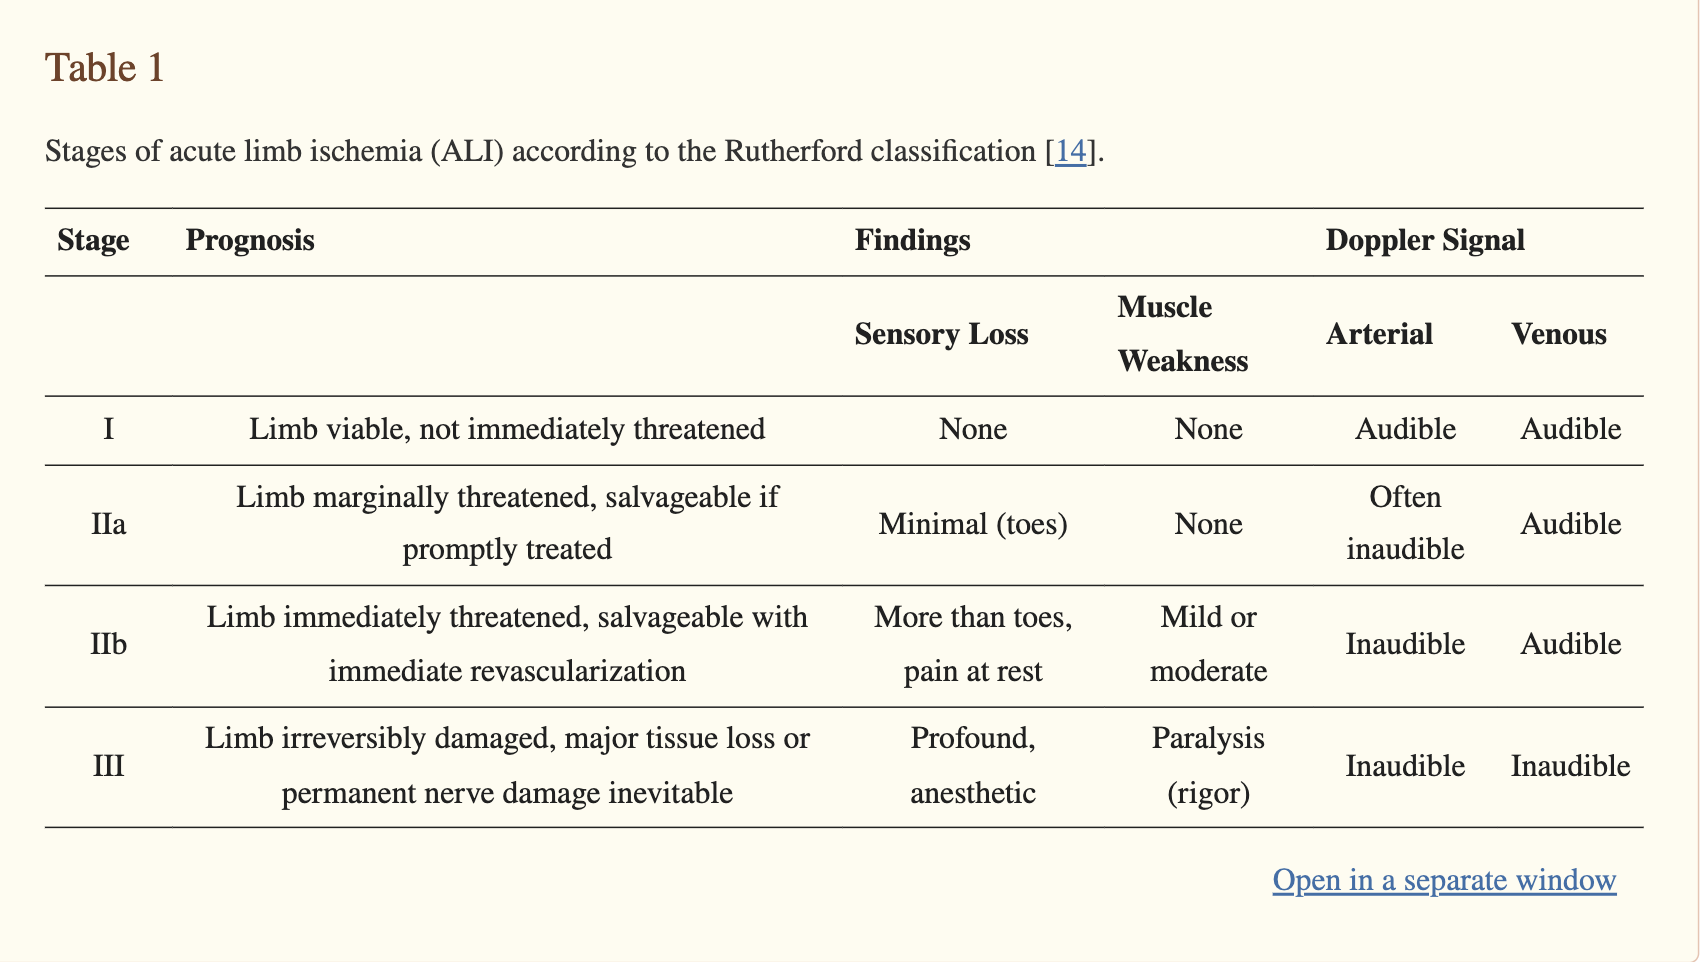 Table 1
Stages of acute limb ischemia (ALI) according to the Rutherford classification [14].
Stage Prognosis Findings Doppler Signal
Sensory Loss Muscle Weakness Arterial Venous
I Limb viable, not immediately threatened None None Audible Audible
IIa Limb marginally threatened, salvageable if promptly treated Minimal (toes) None Often inaudible Audible
IIb Limb immediately threatened, salvageable with immediate revascularization More than toes, pain at rest Mild or moderate Inaudible Audible
III Limb irreversibly damaged, major tissue loss or permanent nerve damage inevitable Profound, anesthetic Paralysis (rigor) Inaudible Inaudible
Open in a separate window